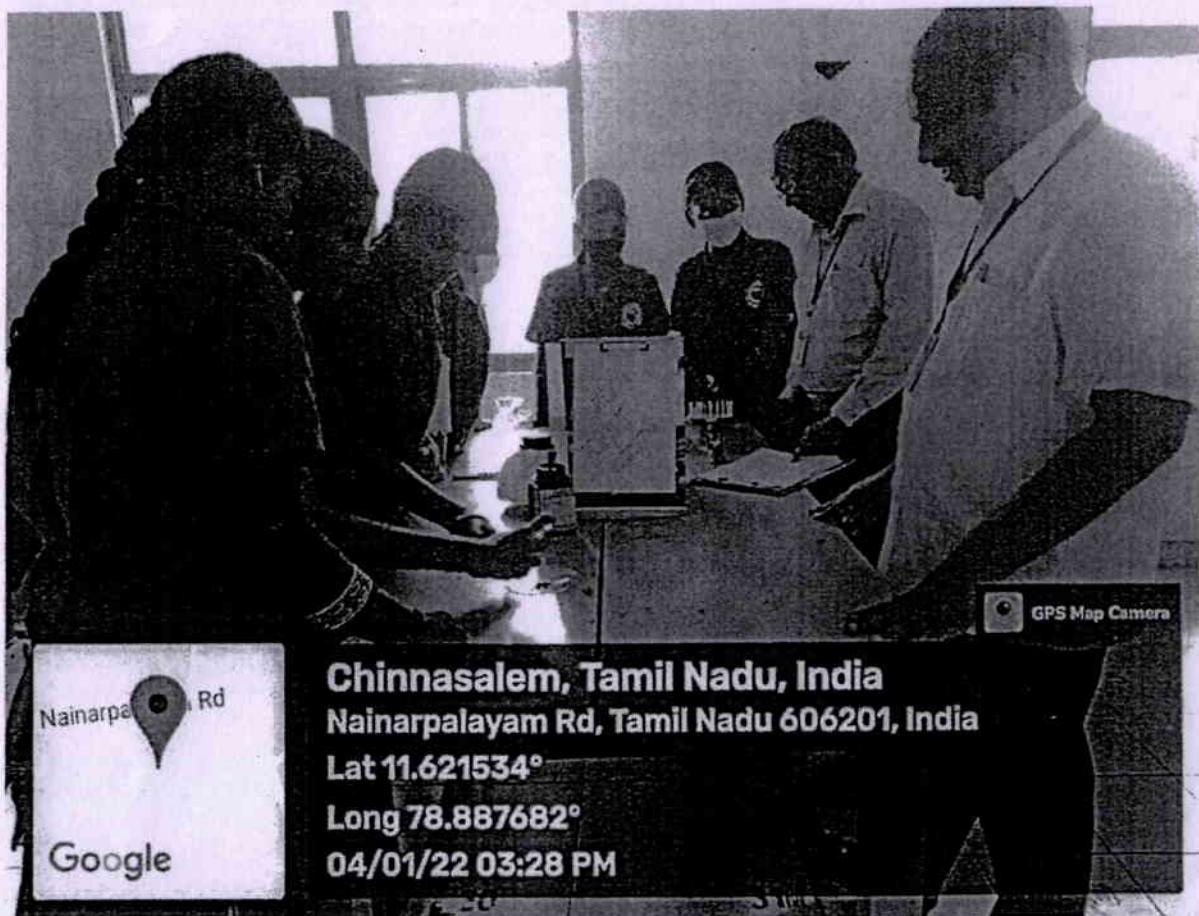 GPS Map Camera
Chinnasalem, Tamil Nadu, India
Nainarpalayam Rd, Tamil Nadu 606201, India
Lat 11.621534°
Long 78.887682°
04/01/22 03:28 PM
Rd
Google